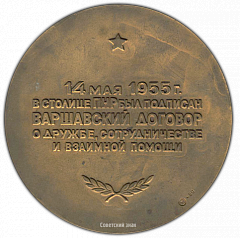 14 МАЯ 1955 г.
В СТОЛИЦЕ ПНР БЫЛ ПОДПИСАН
ВАРШАВСКИЙ ДОГОВОР
О ДРУЖБЕ, СОТРУДНИЧЕСТВЕ
И ВЗАИМНОЙ ПОМОЩИ
Советский знак